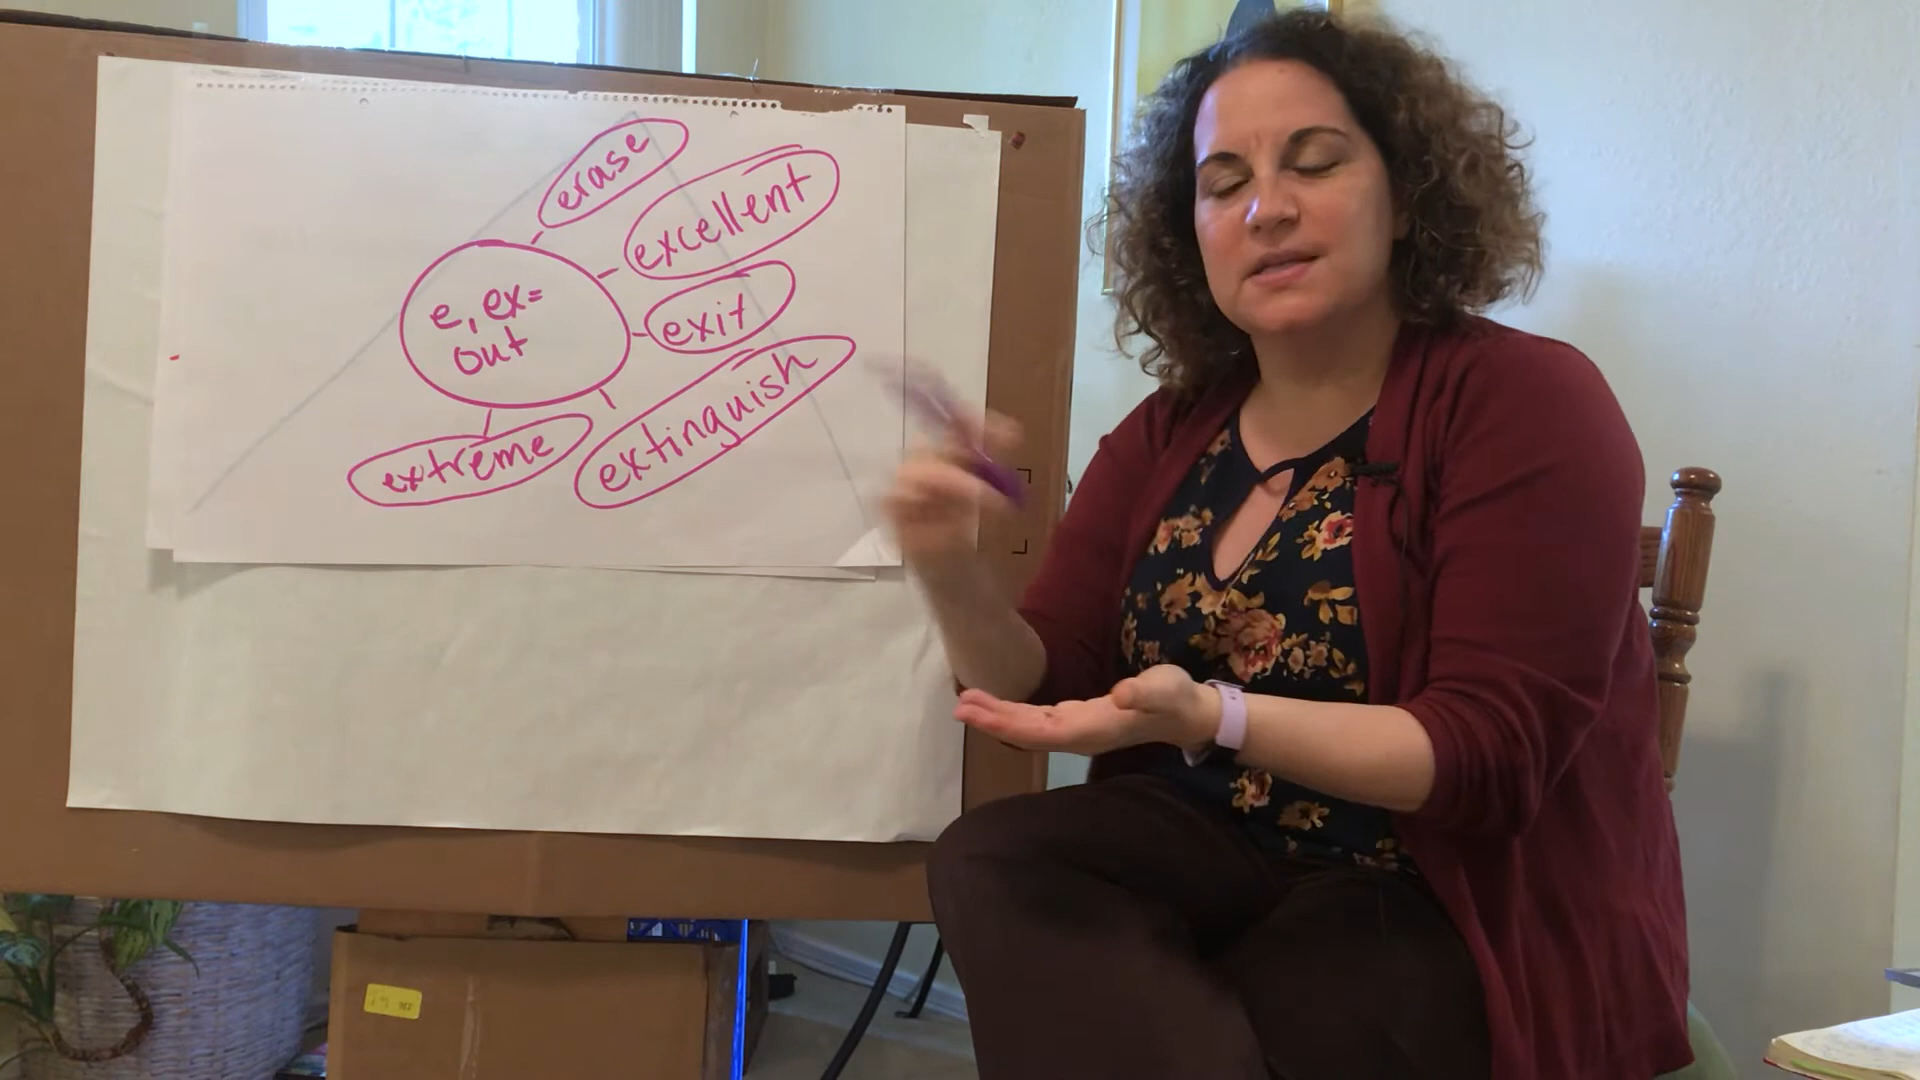 erase
excellent
e, ex=
out
exit
extinguish
extreme